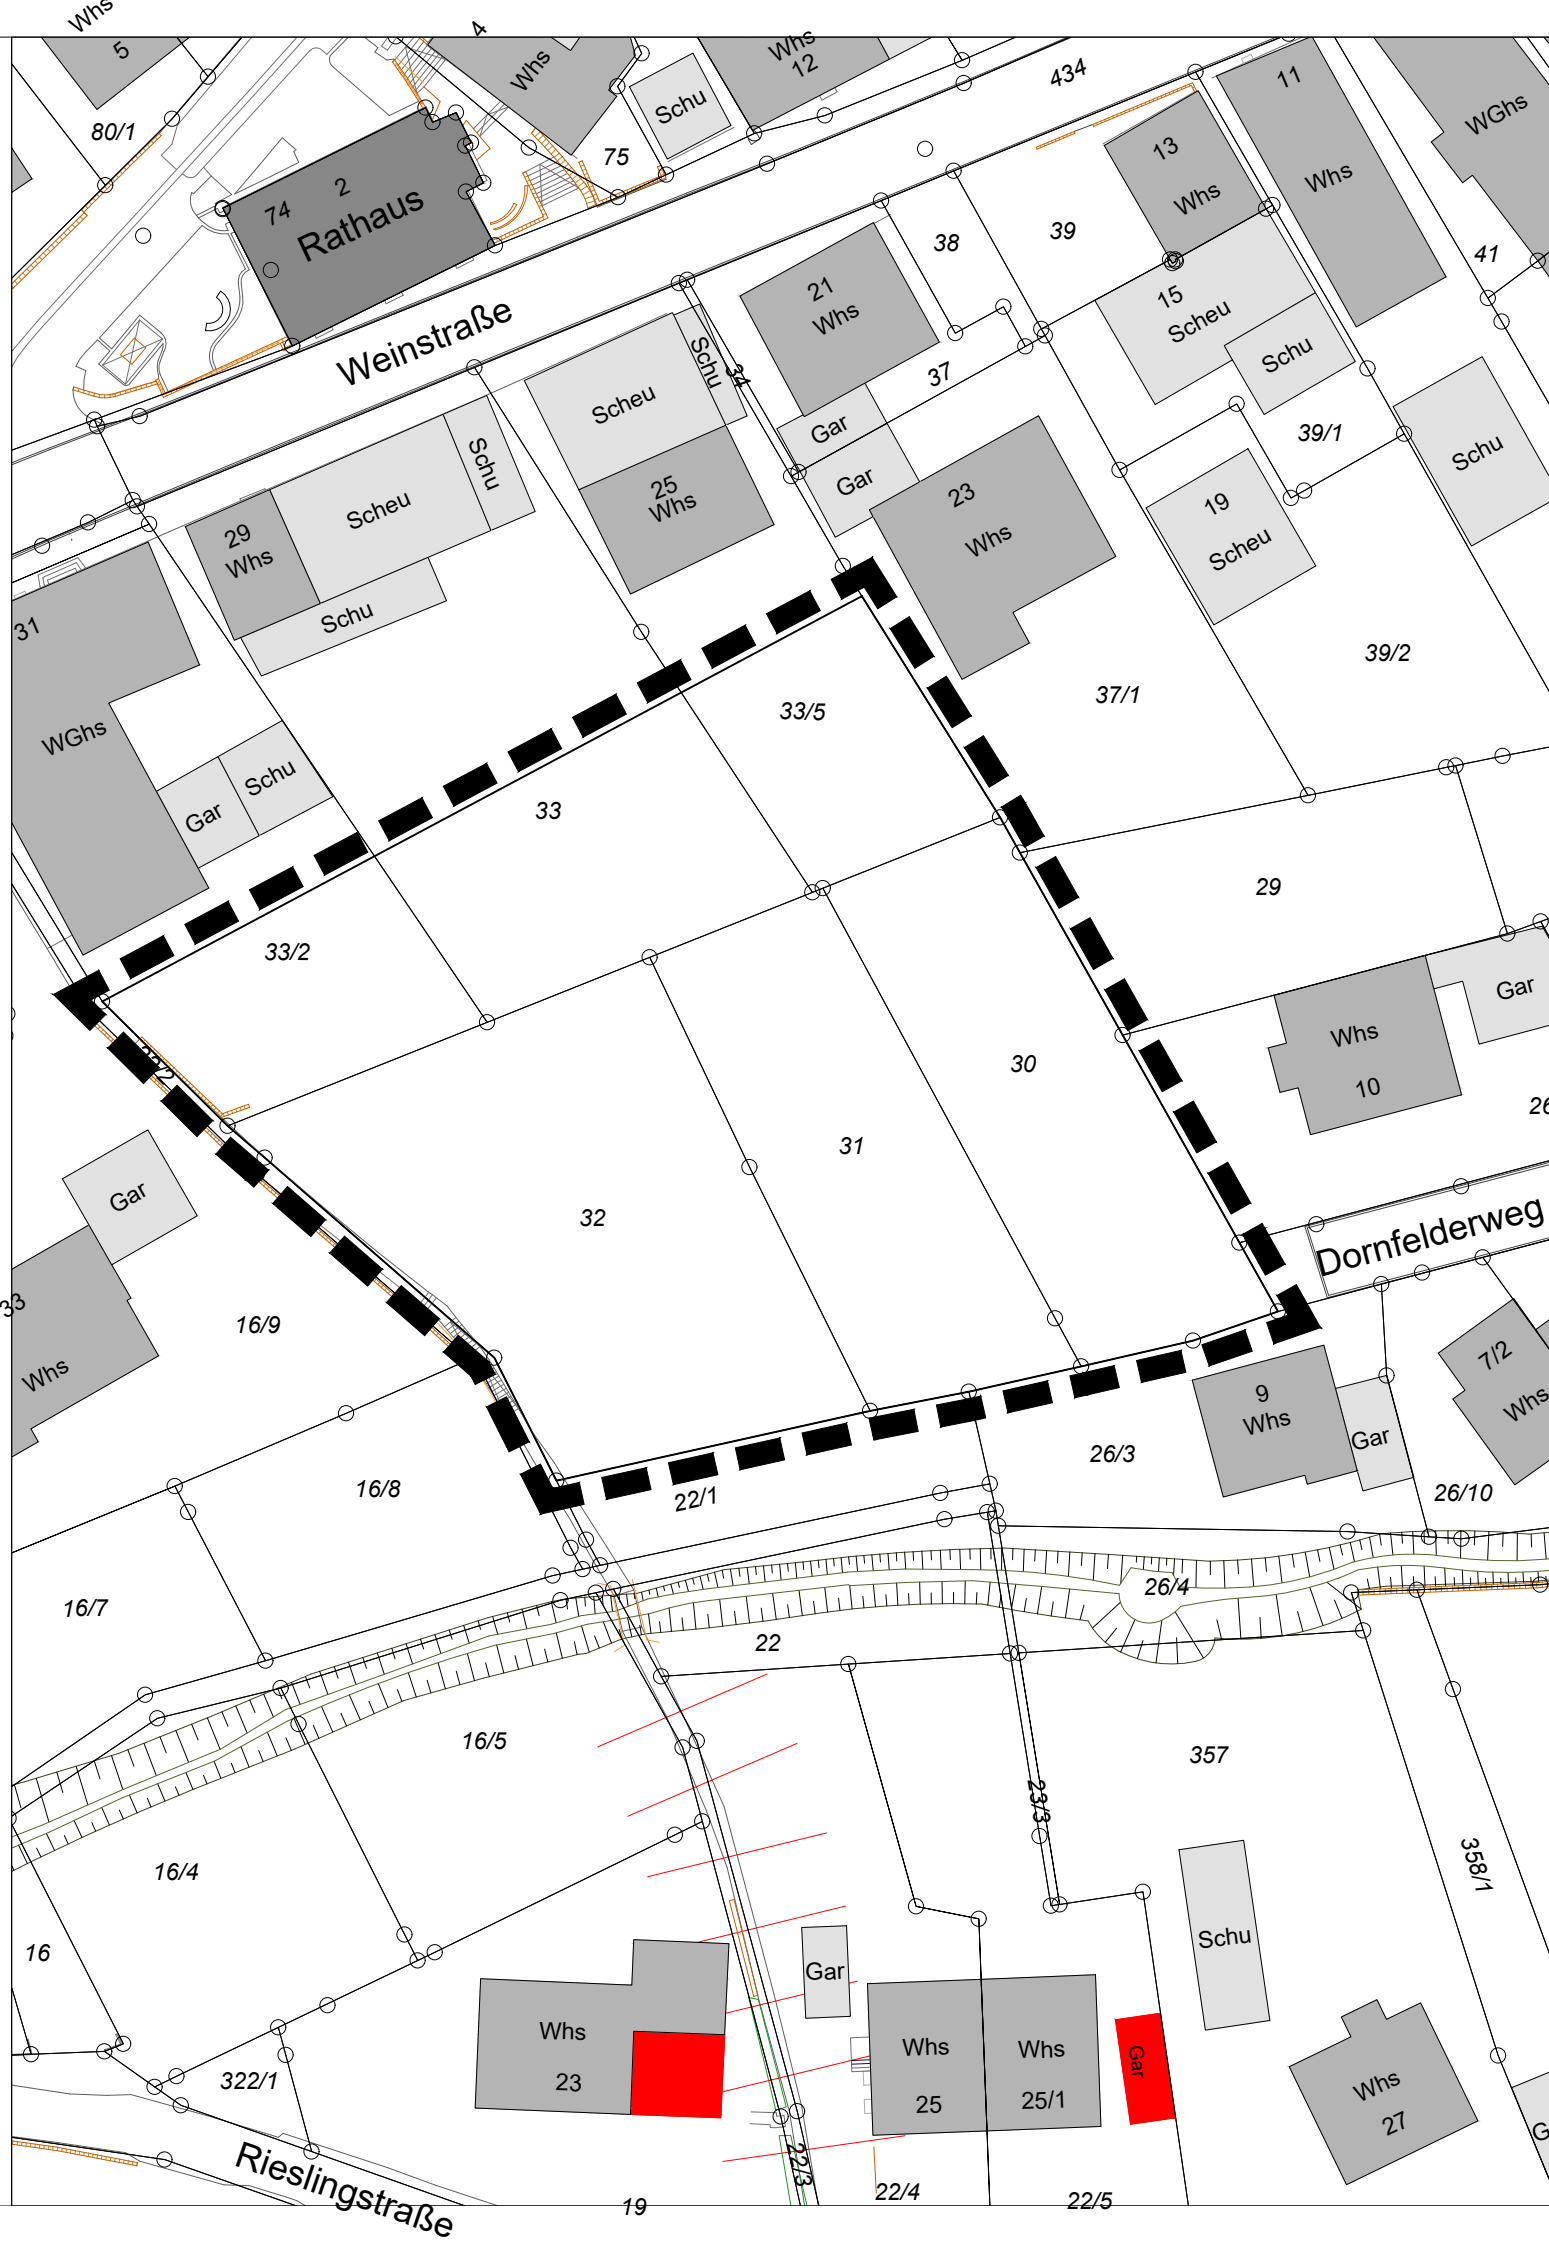 Whs
5
4
Whs
Whs
12
434
11
WGhs
80/1
Schu
75
13
Whs
Whs
74
2
Rathaus
38
39
41
21
Whs
15
Scheu
Schu
Weinstraße
Schu
34
37
Scheu
Gar
39/1
Schu
Schu
Scheu
25
Whs
Gar
23
Whs
19
Scheu
29
Whs
Schu
31
39/2
WGhs
33/5
37/1
Schu
Gar
33
29
33/2
Gar
Whs
10
30
26
31
Gar
32
Dornfelderweg
33
Whs
16/9
7/2
Whs
9
Whs
Gar
26/3
16/8
22/1
26/10
16/7
26/4
22
16/5
357
23/3
16/4
358/1
16
Schu
Gar
Whs
23
Whs
25
Whs
25/1
Gar
Whs
27
322/1
G
Rieslingstraße
22/3
19
22/4
22/5